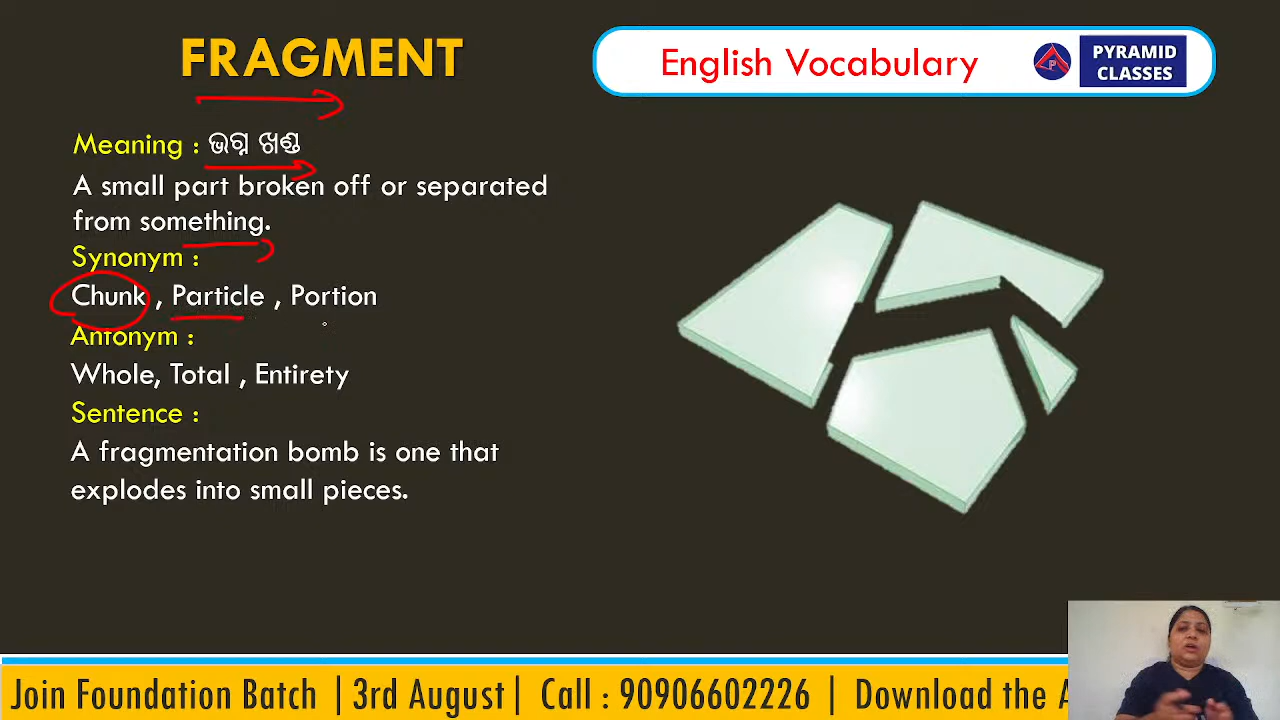 FRAGMENT
English Vocabulary
PYRAMID
CLASSES
Meaning : ଭଗ୍ନ ଖଣ୍ଡ
A small part broken off or separated
from something.
Synonym :
Chunk , Particle , Portion
Antonym :
Whole, Total , Entirety
Sentence :
A fragmentation bomb is one that
explodes into small pieces.
Join Foundation Batch |3rd August| Call : 90906602226 | Download the A